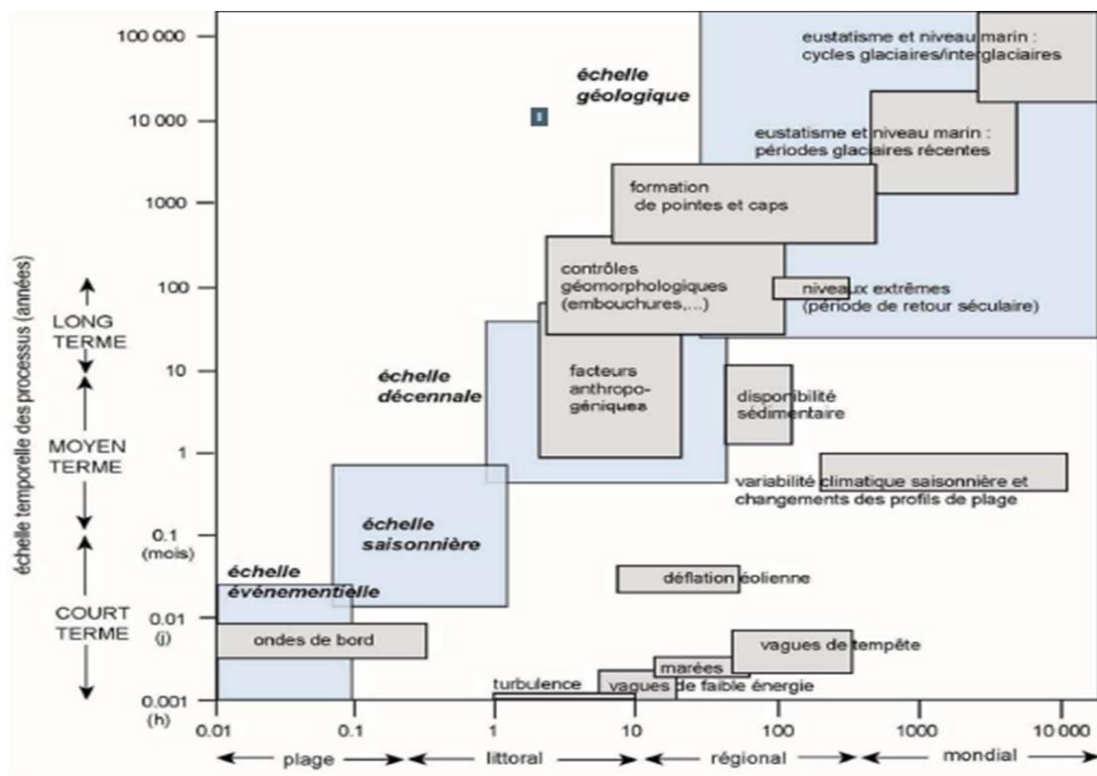 100 000
10 000
1000
100
10
1
0.1
(mois)
0.01
(j)
0.001
(h)
échelle temporelle des processus (années)
LONG
TERME
MOYEN
TERME
COURT
TERME
eustatisme et niveau marin :
cycles glaciaires/interglaciaires
échelle
géologique
eustatisme et niveau marin :
périodes glaciaires récentes
formation
de pointes et caps
contrôles
géomorphologiques
(embouchures,...)
niveaux extrêmes
(période de retour séculaire)
échelle
décennale
facteurs
anthropo-
géniques
disponibilité
sédimentaire
variabilité climatique saisonnière et
changements des profils de plage
échelle
saisonnière
échelle
événementielle
déflation éolienne
ondes de bord
vagues de tempête
marées
turbulence
vagues de faible énergie
0.01 0.1 1 10 100 1000 10 000
plage littoral régional mondial